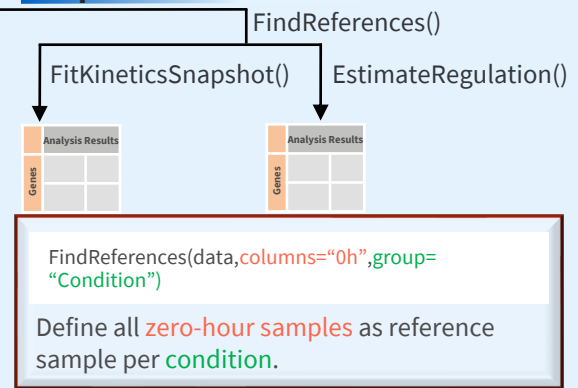 FindReferences()
FitKineticsSnapshot()
EstimateRegulation()
Analysis Results
Genes
Analysis Results
Genes
FindReferences(data,columns=“0h”,group=
“Condition”)
Define all zero-hour samples as reference
sample per condition.